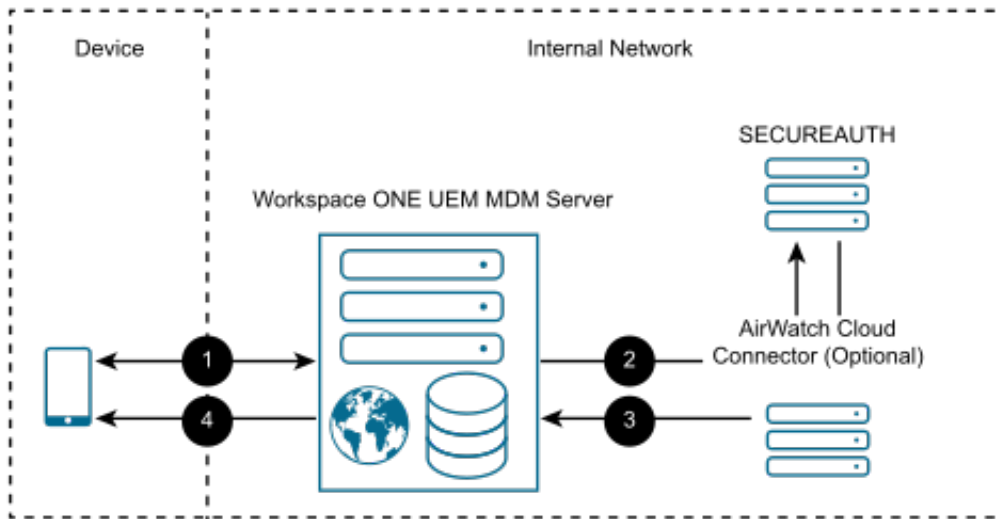 Device
Internal Network
SECUREAUTH
Workspace ONE UEM MDM Server
AirWatch Cloud
Connector (Optional)
1
2
4
3